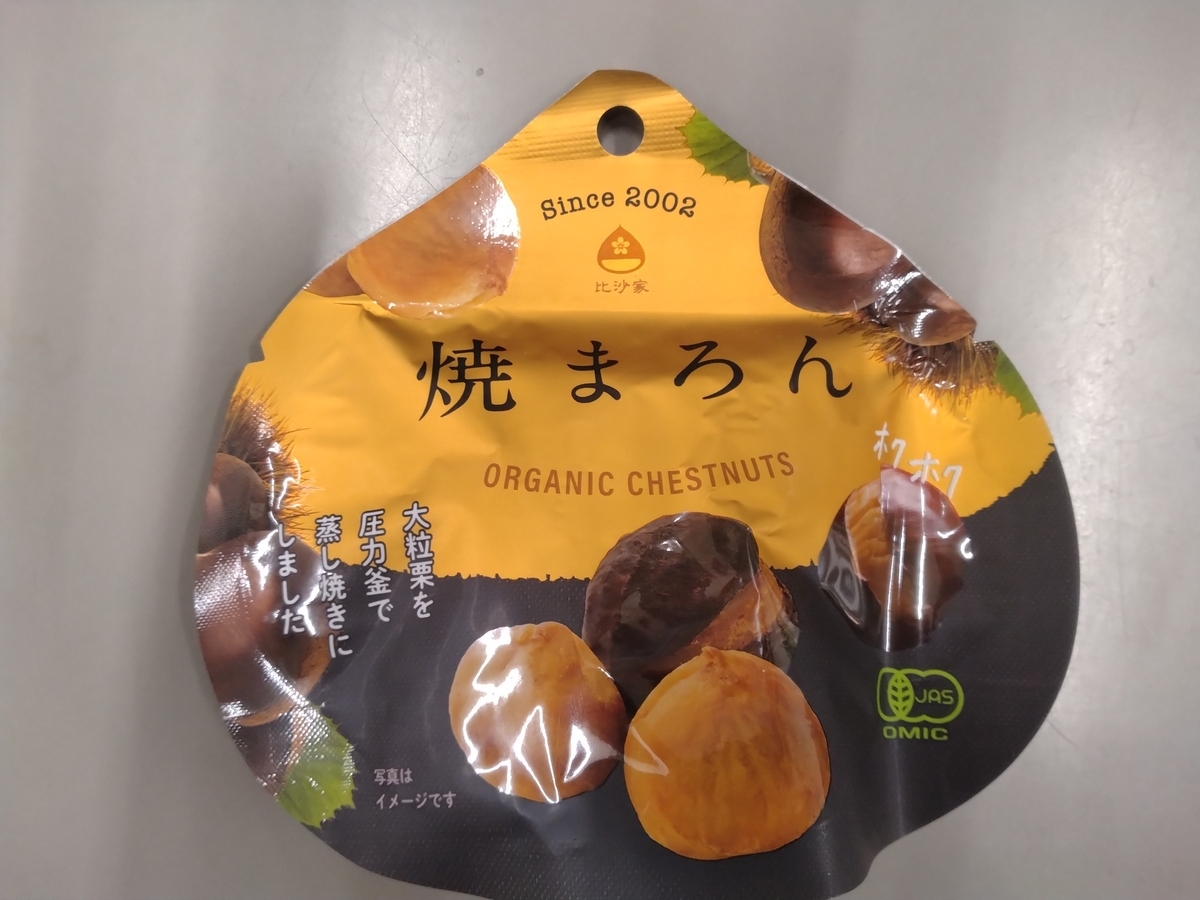 Since 2002
比沙家
焼まろん
ORGANIC CHESTNUTS
ホクホク
大粒栗を
圧力釜で
蒸し焼きに
しました
JAS
OMIC
写真は
イメージです